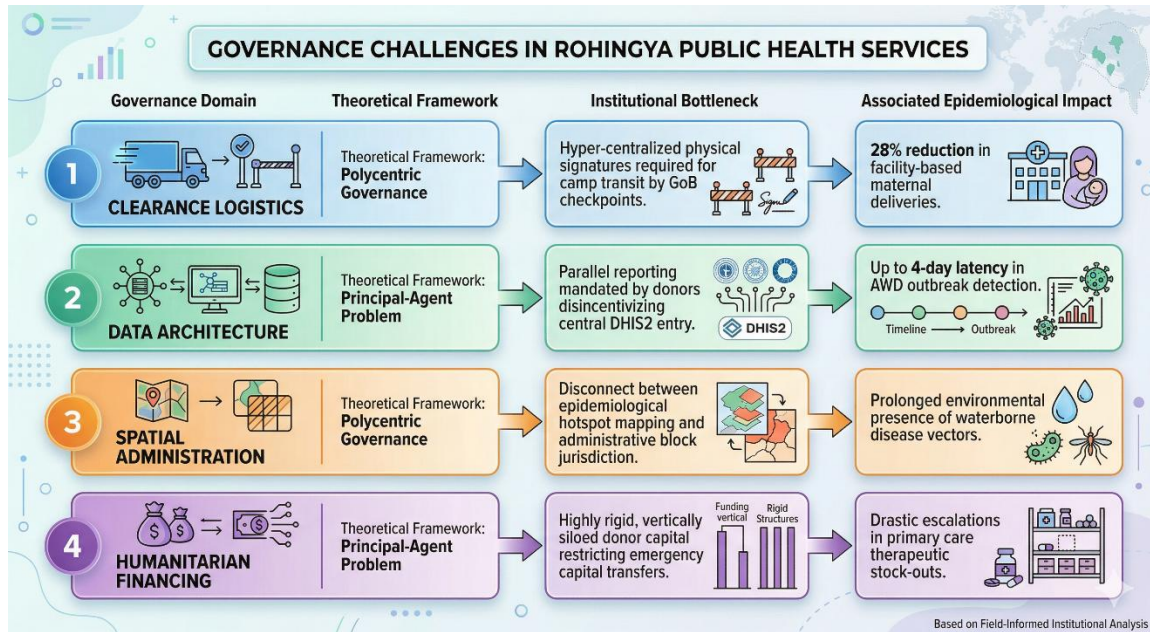 GOVERNANCE CHALLENGES IN ROHINGYA PUBLIC HEALTH SERVICES
Governance Domain
Theoretical Framework
Institutional Bottleneck
Associated Epidemiological Impact
1
CLEARANCE LOGISTICS
Theoretical Framework:
Polycentric
Governance
Hyper-centralized physical
signatures required for
camp transit by GoB
checkpoints.
28% reduction in
facility-based
maternal
deliveries.
2
DATA ARCHITECTURE
Theoretical Framework:
Principal-Agent
Problem
Parallel reporting
mandated by donors
disincentivizing
central DHIS2 entry.
DHIS2
Up to 4-day latency in
AWD outbreak detection.
Timeline
Outbreak
3
SPATIAL
ADMINISTRATION
Theoretical Framework:
Polycentric
Governance
Disconnect between
epidemiological
hotspot mapping and
administrative block
jurisdiction.
Prolonged environmental
presence of waterborne
disease vectors.
4
HUMANITARIAN
FINANCING
Theoretical Framework:
Principal-Agent
Problem
Highly rigid, vertically
siloed donor capital
restricting emergency
capital transfers.
Funding
vertical
Rigid
Structures
Drastic escalations
in primary care
therapeutic
stock-outs.
Based on Field-Informed Institutional Analysis